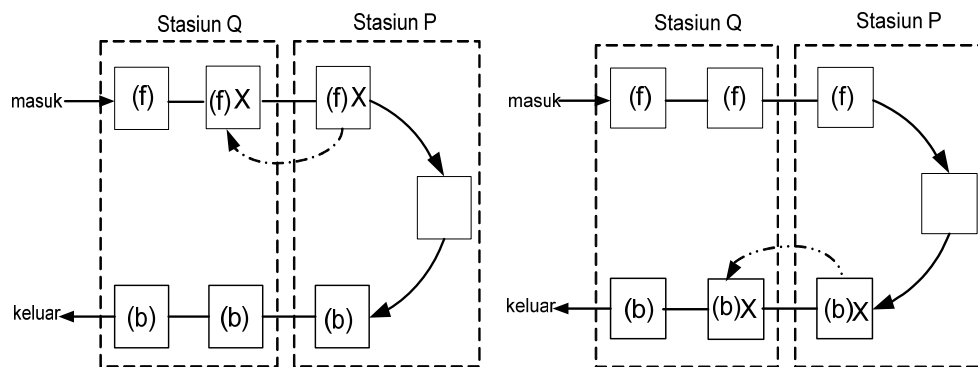 Stasiun Q Stasiun P
masuk (f) (f) X (f) X
keluar (b) (b) (b)
Stasiun Q Stasiun P
masuk (f) (f) (f)
keluar (b) (b)X (b)X